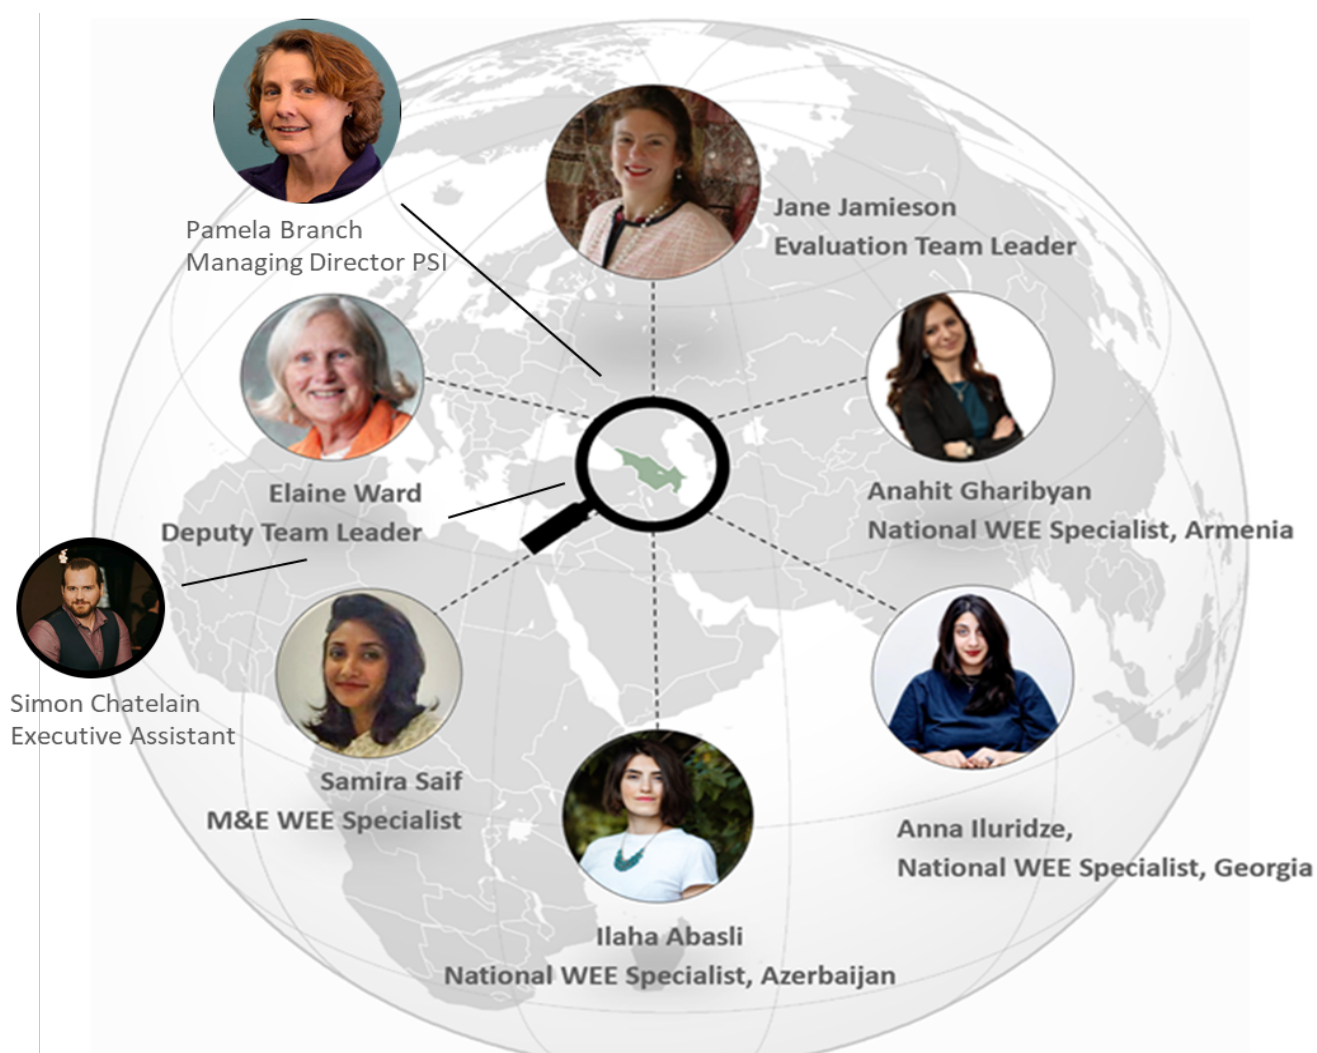 Pamela Branch
Managing Director PSI
Jane Jamieson
Evaluation Team Leader
Elaine Ward
Deputy Team Leader
Anahit Gharibyan
National WEE Specialist, Armenia
Simon Chatelain
Executive Assistant
Samira Saif
M&E WEE Specialist
Anna Iluridze,
National WEE Specialist, Georgia
Ilaha Abasli
National WEE Specialist, Azerbaijan